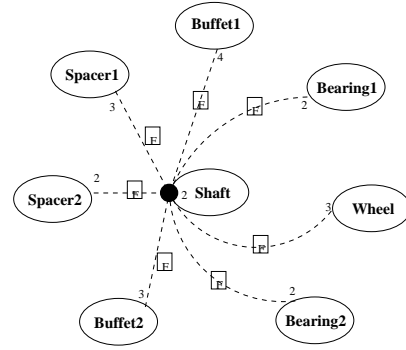 Buffet1
4
Spacer1
3
F
F
Bearing1
2
F
Spacer2
2
F
2
Shaft
Wheel
3
F
F
F
3
Buffet2
2
Bearing2